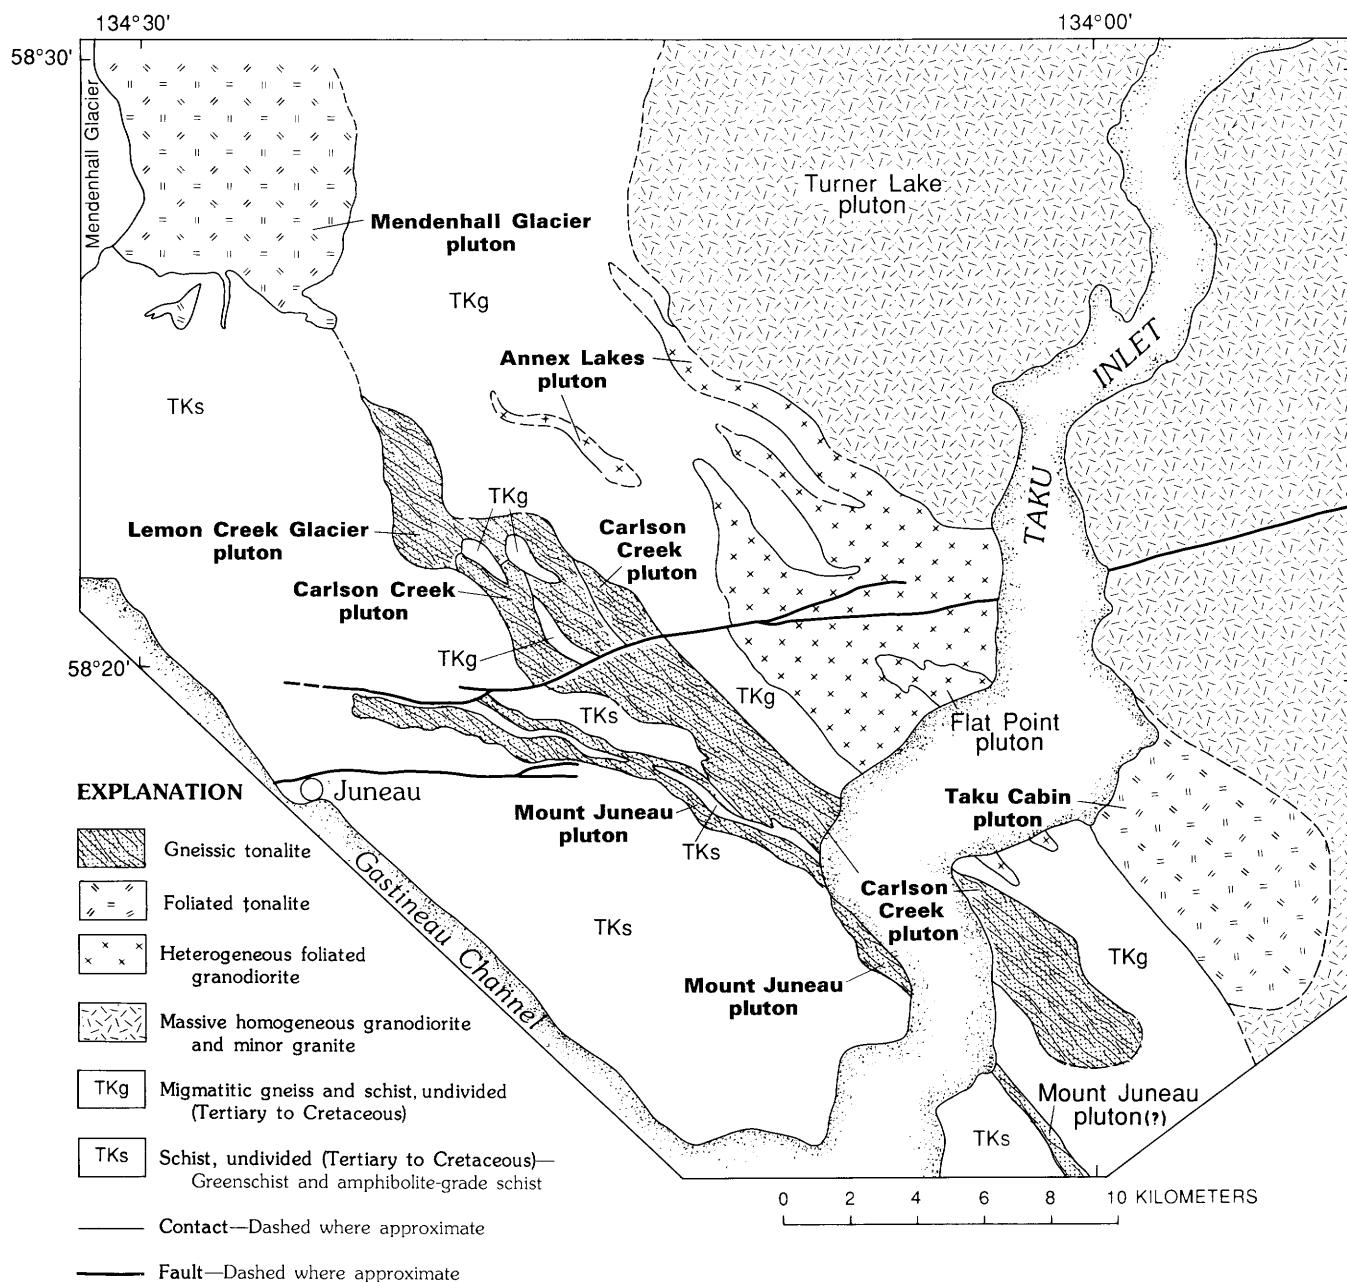 134°30'
134°00'
58°30'
Mendenhall Glacier
Turner Lake
pluton
Mendenhall Glacier
pluton
TKg
INLET
Annex Lakes
pluton
TKs
TAKU
TKg
Lemon Creek Glacier
pluton
Carlson
Creek
pluton
Carlson Creek
pluton
TKg
58°20'
TKg
TKs
Flat Point
pluton
EXPLANATION
Juneau
Taku Cabin
pluton
Mount Juneau
pluton
TKs
Gneissic tonalite
Gastineau Channel
Carlson
Creek
pluton
Foliated tonalite
TKs
Heterogeneous foliated
granodiorite
TKg
Mount Juneau
pluton
Massive homogeneous granodiorite
and minor granite
TKg
Migmatitic gneiss and schist, undivided
(Tertiary to Cretaceous)
Mount Juneau
pluton(?)
TKs
TKs
Schist, undivided (Tertiary to Cretaceous)—
Greenschist and amphibolite-grade schist
0 2 4 6 8 10 KILOMETERS
Contact—Dashed where approximate
Fault—Dashed where approximate